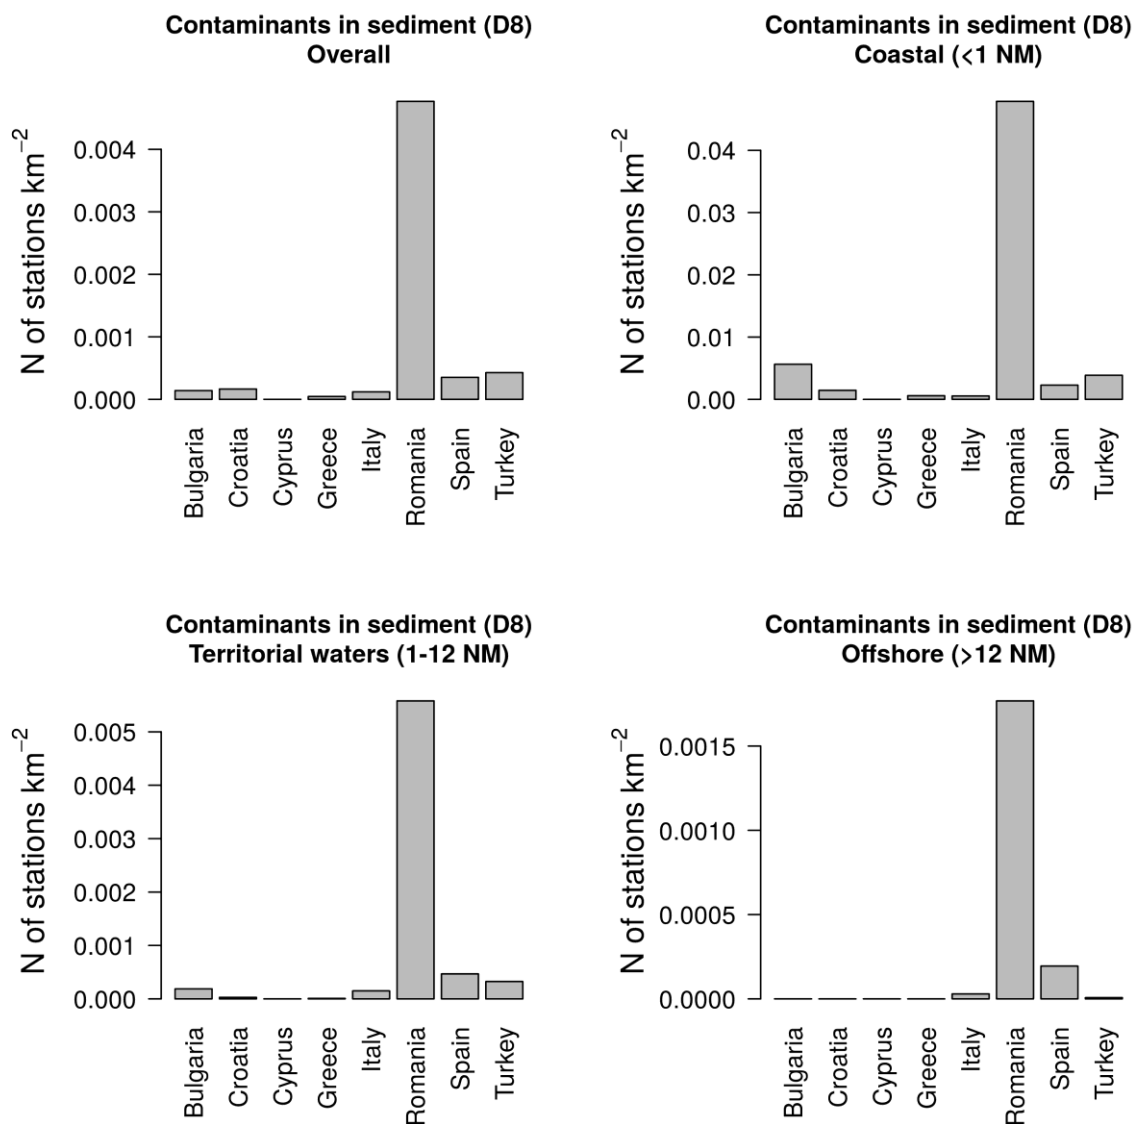 Contaminants in sediment (D8)
Overall
N of stations km⁻²
0.004
0.003
0.002
0.001
0.000
Bulgaria
Croatia
Cyprus
Greece
Italy
Romania
Spain
Turkey
Contaminants in sediment (D8)
Coastal (<1 NM)
N of stations km⁻²
0.04
0.03
0.02
0.01
0.00
Bulgaria
Croatia
Cyprus
Greece
Italy
Romania
Spain
Turkey
Contaminants in sediment (D8)
Territorial waters (1-12 NM)
N of stations km⁻²
0.005
0.004
0.003
0.002
0.001
0.000
Bulgaria
Croatia
Cyprus
Greece
Italy
Romania
Spain
Turkey
Contaminants in sediment (D8)
Offshore (>12 NM)
N of stations km⁻²
0.0015
0.0010
0.0005
0.0000
Bulgaria
Croatia
Cyprus
Greece
Italy
Romania
Spain
Turkey